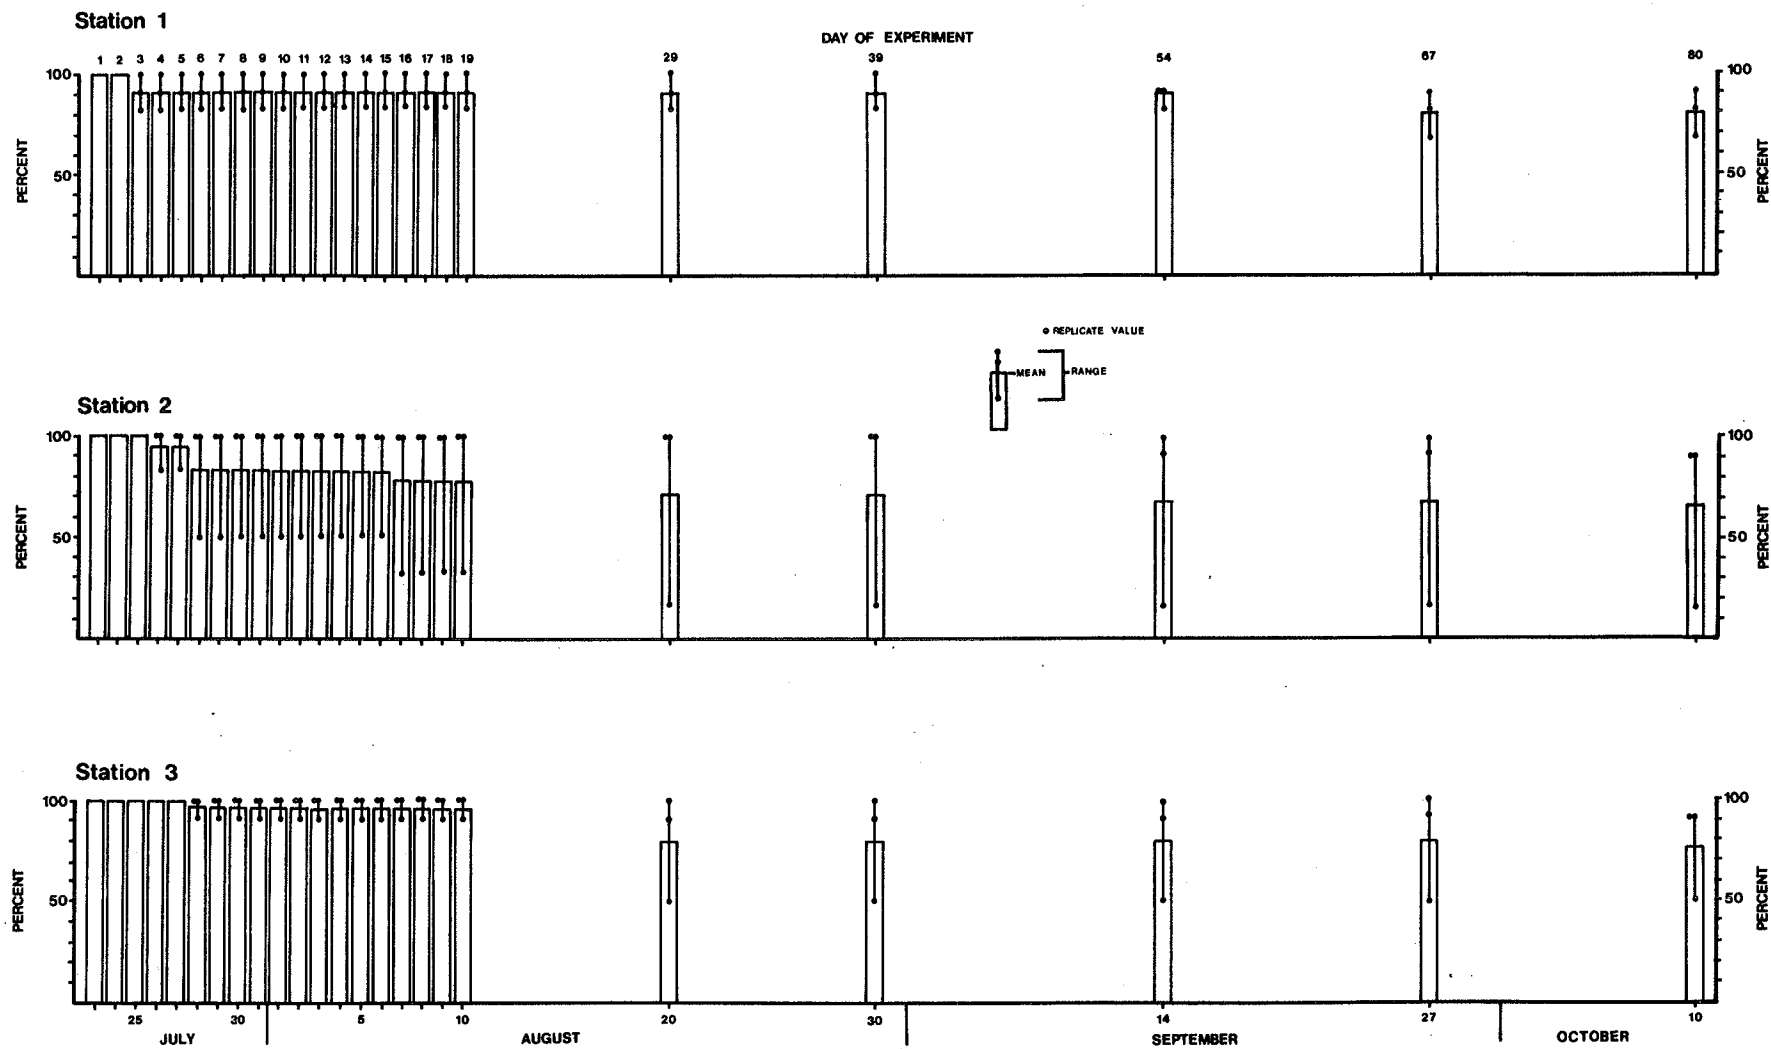 Station 1
DAY OF EXPERIMENT
1 2 3 4 5 6 7 8 9 10 11 12 13 14 15 16 17 18 19 29 39 54 67 80
100 100
50 50
PERCENT PERCENT
REPLICATE VALUE
MEAN RANGE
Station 2
100 100
50 50
PERCENT PERCENT
Station 3
100 100
50 50
PERCENT PERCENT
25 30 5 10 20 30 14 27 10
JULY AUGUST SEPTEMBER OCTOBER